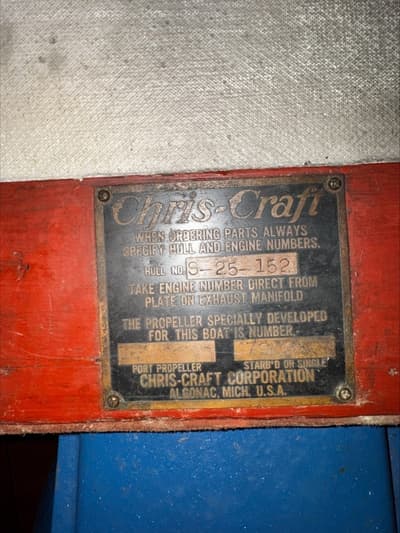 Chris-Craft
WHEN ORDERING PARTS ALWAYS
SPECIFY HULL AND ENGINE NUMBERS.
HULL NO. S-25-152
TAKE ENGINE NUMBER DIRECT FROM
PLATE ON EXHAUST MANIFOLD
THE PROPELLER SPECIALLY DEVELOPED
FOR THIS BOAT IS NUMBER.-
PORT PROPELLER STARB'D OR SINGLE
CHRIS-CRAFT CORPORATION
ALGONAC, MICH. U.S.A.